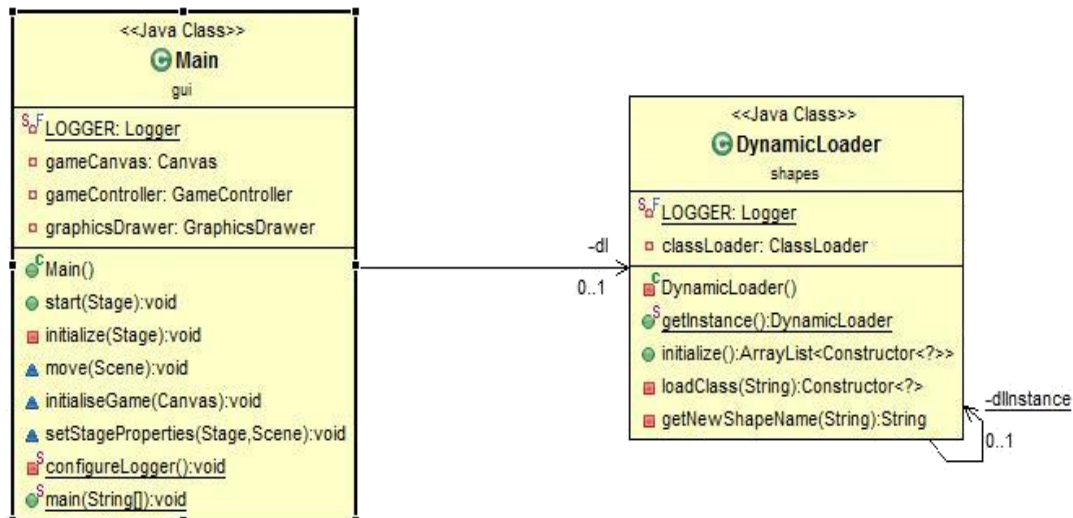 <<Java Class>>
Main
gui
LOGGER: Logger
gameCanvas: Canvas
gameController: GameController
graphicsDrawer: GraphicsDrawer
Main()
start(Stage):void
initialize(Stage):void
move(Scene):void
initialiseGame(Canvas):void
setStageProperties(Stage,Scene):void
configureLogger():void
main(String[]):void
-dl
0..1
<<Java Class>>
DynamicLoader
shapes
LOGGER: Logger
classLoader: ClassLoader
DynamicLoader()
getInstance():DynamicLoader
initialize():ArrayList<Constructor<?>>
loadClass(String):Constructor<?>
getNewShapeName(String):String
-dlInstance
0..1